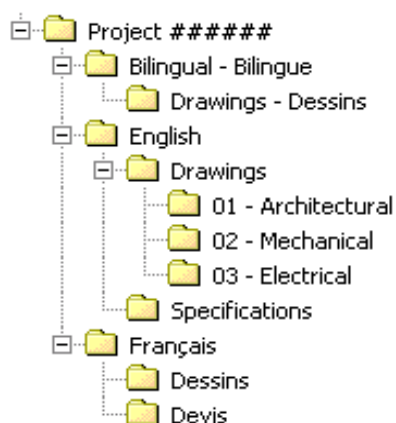 Project ######
Bilingual - Bilingue
Drawings - Dessins
English
Drawings
01 - Architectural
02 - Mechanical
03 - Electrical
Specifications
Français
Dessins
Devis